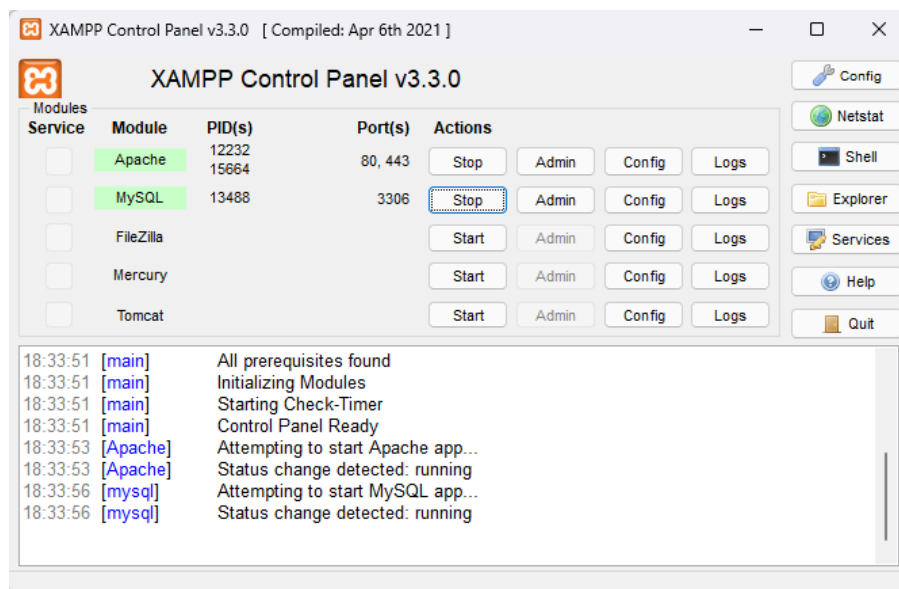 XAMPP Control Panel v3.3.0 [ Compiled: Apr 6th 2021 ]
XAMPP Control Panel v3.3.0
Config
Modules
Service Module PID(s) Port(s) Actions
Netstat
Apache 12232 15664 80, 443 Stop Admin Config Logs
Shell
MySQL 13488 3306 Stop Admin Config Logs
Explorer
FileZilla Start Admin Config Logs
Services
Mercury Start Admin Config Logs
Help
Tomcat Start Admin Config Logs
Quit
18:33:51 [main] All prerequisites found
18:33:51 [main] Initializing Modules
18:33:51 [main] Starting Check-Timer
18:33:51 [main] Control Panel Ready
18:33:53 [Apache] Attempting to start Apache app...
18:33:53 [Apache] Status change detected: running
18:33:56 [mysql] Attempting to start MySQL app...
18:33:56 [mysql] Status change detected: running